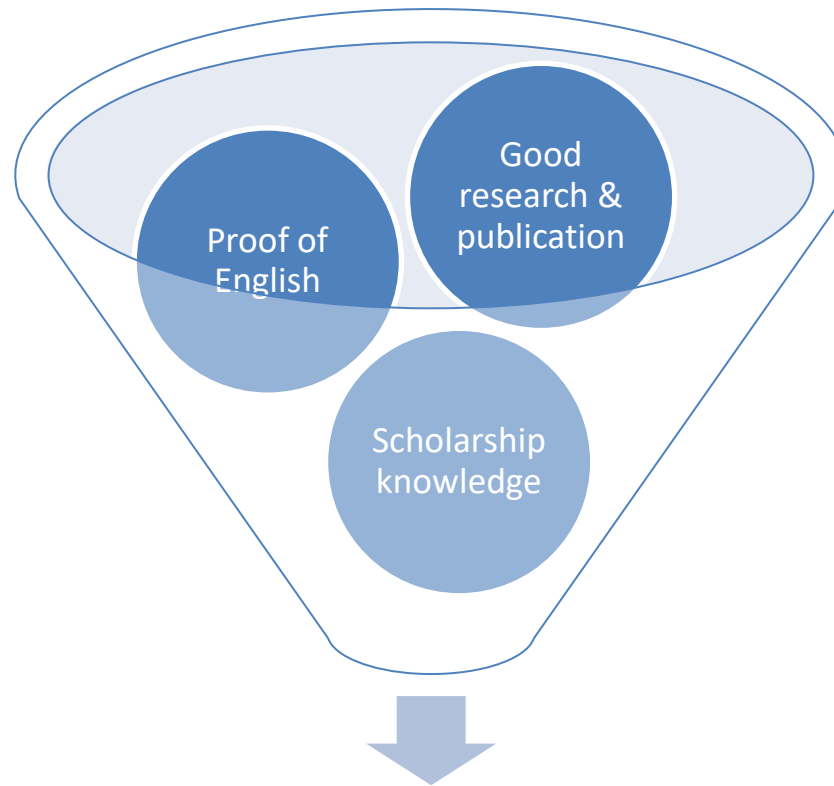 Good
research &
publication
Proof of
English
Scholarship
knowledge